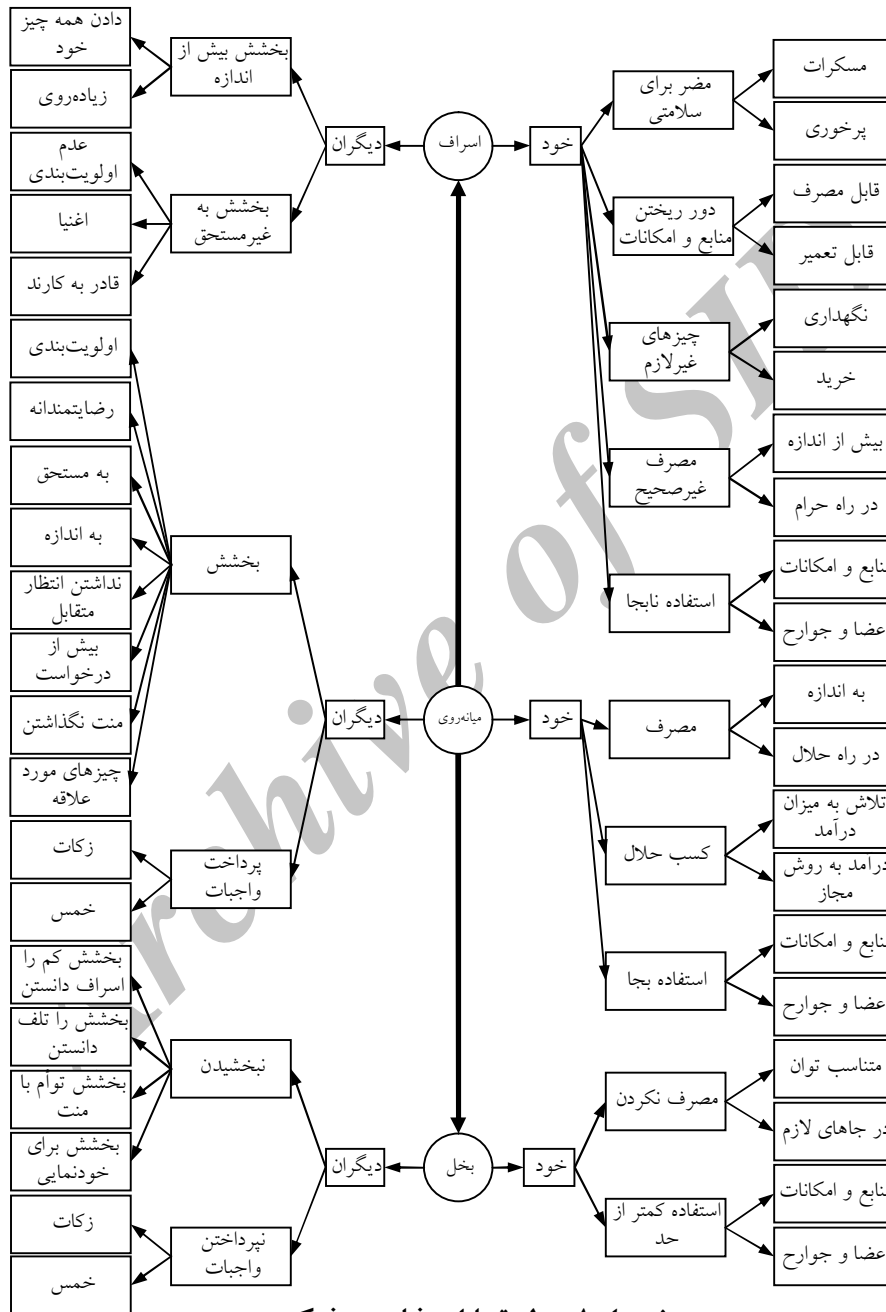 دادن همه چیز
خود
زیاده‌روی
بخشش بیش از
اندازه
عدم
اولویت‌بندی
اغنیا
قادر به کارند
بخشش به
غیرمستحق
دیگران
اسراف
خود
مضر برای
سلامتی
مسکرات
پرخوری
دور ریختن
منابع و امکانات
قابل مصرف
قابل تعمیر
چیزهای
غیرلازم
نگهداری
خرید
مصرف
غیرصحیح
بیش از اندازه
در راه حرام
استفاده نابجا
منابع و امکانات
اعضا و جوارح
اولویت‌بندی
رضایتمندانه
به مستحق
به اندازه
نداشتن انتظار
متقابل
بیش از
درخواست
منت نگذاشتن
چیزهای مورد
علاقه
بخشش
زکات
خمس
پرداخت
واجبات
دیگران
میانه‌روی
خود
مصرف
به اندازه
در راه حلال
کسب حلال
تلاش به میزان
درآمد
درامد به روش
مجاز
استفاده بجا
منابع و امکانات
اعضا و جوارح
بخشش کم را
اسراف دانستن
بخشش را تلف
دانستن
بخشش توأم با
منت
بخشش برای
خودنمایی
نبخشیدن
زکات
خمس
نپرداختن
واجبات
دیگران
بخل
خود
مصرف نکردن
متناسب توان
در جاهای لازم
استفاده کمتر از
حد
منابع و امکانات
اعضا و جوارح
Archive of